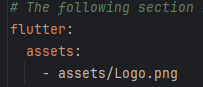 # The following section
flutter:
  assets:
    - assets/Logo.png